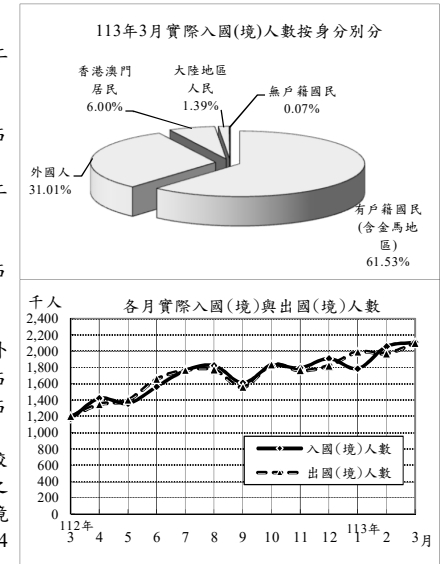 113年3月實際入國(境)人數按身分別分
香港澳門
居民
6.00%
大陸地區
人民
1.39%
無戶籍國民
0.07%
外國人
31.01%
有戶籍國民
(含金馬地
區)
61.53%
千人
各月實際入國(境)與出國(境)人數
2,400
2,200
2,000
1,800
1,600
1,400
1,200
1,000
800
600
400
200
0
入國(境)人數
出國(境)人數
112年
113年
3 4 5 6 7 8 9 10 11 12 1 2 3月